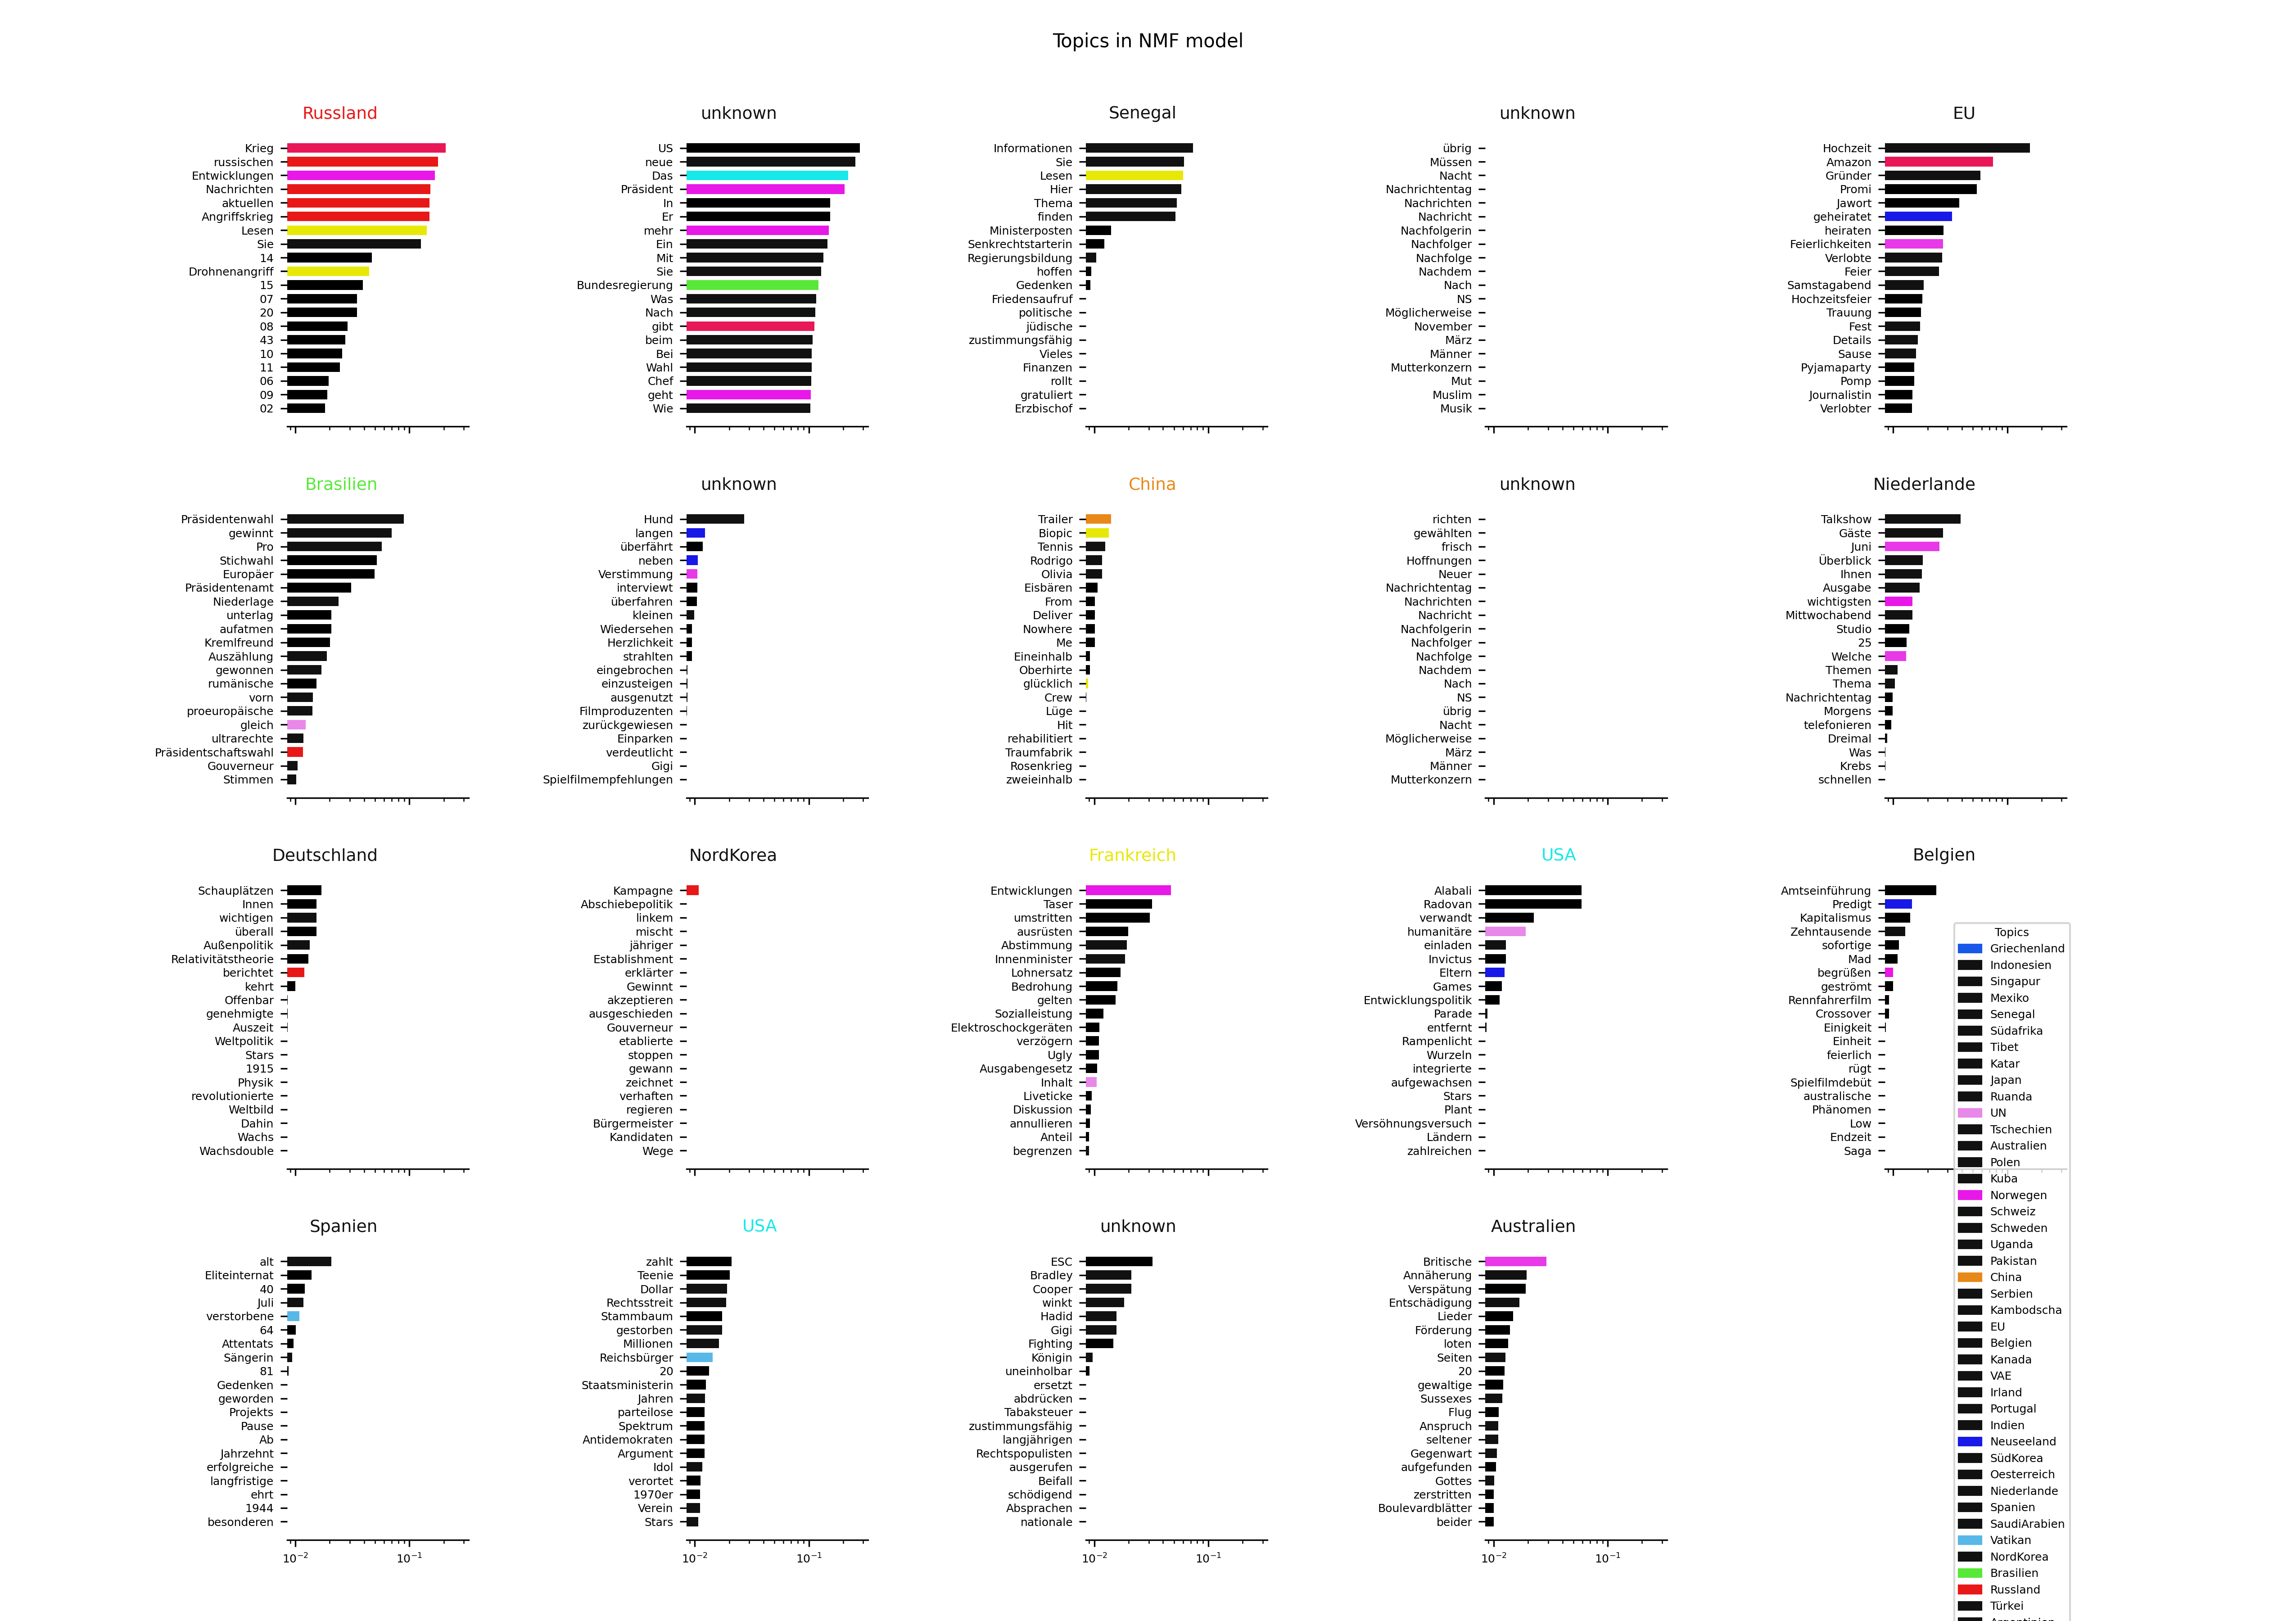 Topics in NMF model
Russland
Krieg
russischen
Entwicklungen
Nachrichten
aktuellen
Angriffskrieg
Lesen
Sie
14
Drohnenangriff
15
07
20
08
43
10
11
06
09
02
unknown
US
neue
Das
Präsident
In
Er
mehr
Ein
Mit
Sie
Bundesregierung
Was
Nach
gibt
beim
Bei
Wahl
Chef
geht
Wie
Senegal
Informationen
Sie
Lesen
Hier
Thema
finden
Ministerposten
Senkrechtstarterin
Regierungsbildung
hoffen
Gedenken
Friedensaufruf
politische
jüdische
zustimmungsfähig
Vieles
Finanzen
rollt
gratuliert
Erzbischof
unknown
übrig
Müssen
Nacht
Nachrichtentag
Nachrichten
Nachricht
Nachfolgerin
Nachfolger
Nachfolge
Nachdem
Nach
NS
Möglicherweise
November
März
Männer
Mutterkonzern
Mut
Muslim
Musik
EU
Hochzeit
Amazon
Gründer
Promi
Jawort
geheiratet
heiraten
Feierlichkeiten
Verlobte
Feier
Samstagabend
Hochzeitsfeier
Trauung
Fest
Details
Sause
Pyjamaparty
Pomp
Journalistin
Verlobter
Brasilien
Präsidentenwahl
gewinnt
Pro
Stichwahl
Europäer
Präsidentenamt
Niederlage
unterlag
aufatmen
Kremlfreund
Auszählung
gewonnen
rumänische
vorn
proeuropäische
gleich
ultrarechte
Präsidentschaftswahl
Gouverneur
Stimmen
unknown
Hund
langen
überfährt
neben
Verstimmung
interviewt
überfahren
kleinen
Wiedersehen
Herzlichkeit
strahlten
eingebrochen
einzusteigen
ausgenutzt
Filmproduzenten
zurückgewiesen
Einparken
verdeutlicht
Gigi
Spielfilmempfehlungen
China
Trailer
Biopic
Tennis
Rodrigo
Olivia
Eisbären
From
Deliver
Nowhere
Me
Eineinhalb
Oberhirte
glücklich
Crew
Lüge
Hit
rehabilitiert
Traumfabrik
Rosenkrieg
zweieinhalb
unknown
richten
gewählten
frisch
Hoffnungen
Neuer
Nachrichtentag
Nachrichten
Nachricht
Nachfolgerin
Nachfolger
Nachfolge
Nachdem
Nach
NS
übrig
Nacht
Möglicherweise
März
Männer
Mutterkonzern
Niederlande
Talkshow
Gäste
Juni
Überblick
Ihnen
Ausgabe
wichtigsten
Mittwochabend
Studio
25
Welche
Themen
Thema
Nachrichtentag
Morgens
telefonieren
Dreimal
Was
Krebs
schnellen
Deutschland
Schauplätzen
Innen
wichtigen
überall
Außenpolitik
Relativitätstheorie
berichtet
kehrt
Offenbar
genehmigte
Auszeit
Weltpolitik
Stars
1915
Physik
revolutionierte
Weltbild
Dahin
Wachs
Wachsdouble
NordKorea
Kampagne
Abschiebepolitik
linkem
mischt
jähriger
Establishment
erklärter
Gewinnt
akzeptieren
ausgeschieden
Gouverneur
etablierte
stoppen
gewann
zeichnet
verhaften
regieren
Bürgermeister
Kandidaten
Wege
Frankreich
Entwicklungen
Taser
umstritten
ausrüsten
Abstimmung
Innenminister
Lohnersatz
Bedrohung
gelten
Sozialleistung
Elektroschockgeräten
verzögern
Ugly
Ausgabengesetz
Inhalt
Liveticke
Diskussion
annullieren
Anteil
begrenzen
USA
Alabali
Radovan
verwandt
humanitäre
einladen
Invictus
Eltern
Games
Entwicklungspolitik
Parade
entfernt
Rampenlicht
Wurzeln
integrierte
aufgewachsen
Stars
Plant
Versöhnungsversuch
Ländern
zahlreichen
Belgien
Amtseinführung
Predigt
Kapitalismus
Zehntausende
sofortige
Mad
begrüßen
geströmt
Rennfahrerfilm
Crossover
Einigkeit
Einheit
feierlich
rügt
Spielfilmdebüt
australische
Phänomen
Low
Endzeit
Saga
Spanien
alt
Eliteinternat
40
Juli
verstorbene
64
Attentats
Sängerin
81
Gedenken
geworden
Projekts
Pause
Ab
Jahrzehnt
erfolgreiche
langfristige
ehrt
1944
besonderen
10⁻² 10⁻¹
USA
zahlt
Teenie
Dollar
Rechtsstreit
Stammbaum
gestorben
Millionen
Reichsbürger
20
Staatsministerin
Jahren
parteilose
Spektrum
Antidemokraten
Argument
Idol
verortet
1970er
Verein
Stars
10⁻² 10⁻¹
unknown
ESC
Bradley
Cooper
winkt
Hadid
Gigi
Fighting
Königin
uneinholbar
ersetzt
abdrücken
Tabaksteuer
zustimmungsfähig
langjährigen
Rechtspopulisten
ausgerufen
Beifall
schödigend
Absprachen
nationale
10⁻² 10⁻¹
Australien
Britische
Annäherung
Verspätung
Entschädigung
Lieder
Förderung
loten
Seiten
20
gewaltige
Sussexes
Flug
Anspruch
seltener
Gegenwart
aufgefunden
Gottes
zerstritten
Boulevardblätter
beider
10⁻² 10⁻¹
Topics
Griechenland
Indonesien
Singapur
Mexiko
Senegal
Südafrika
Tibet
Katar
Japan
Ruanda
UN
Tschechien
Australien
Polen
Kuba
Norwegen
Schweiz
Schweden
Uganda
Pakistan
China
Serbien
Kambodscha
EU
Belgien
Kanada
VAE
Irland
Portugal
Indien
Neuseeland
SüdKorea
Oesterreich
Niederlande
Spanien
SaudiArabien
Vatikan
NordKorea
Brasilien
Russland
Türkei